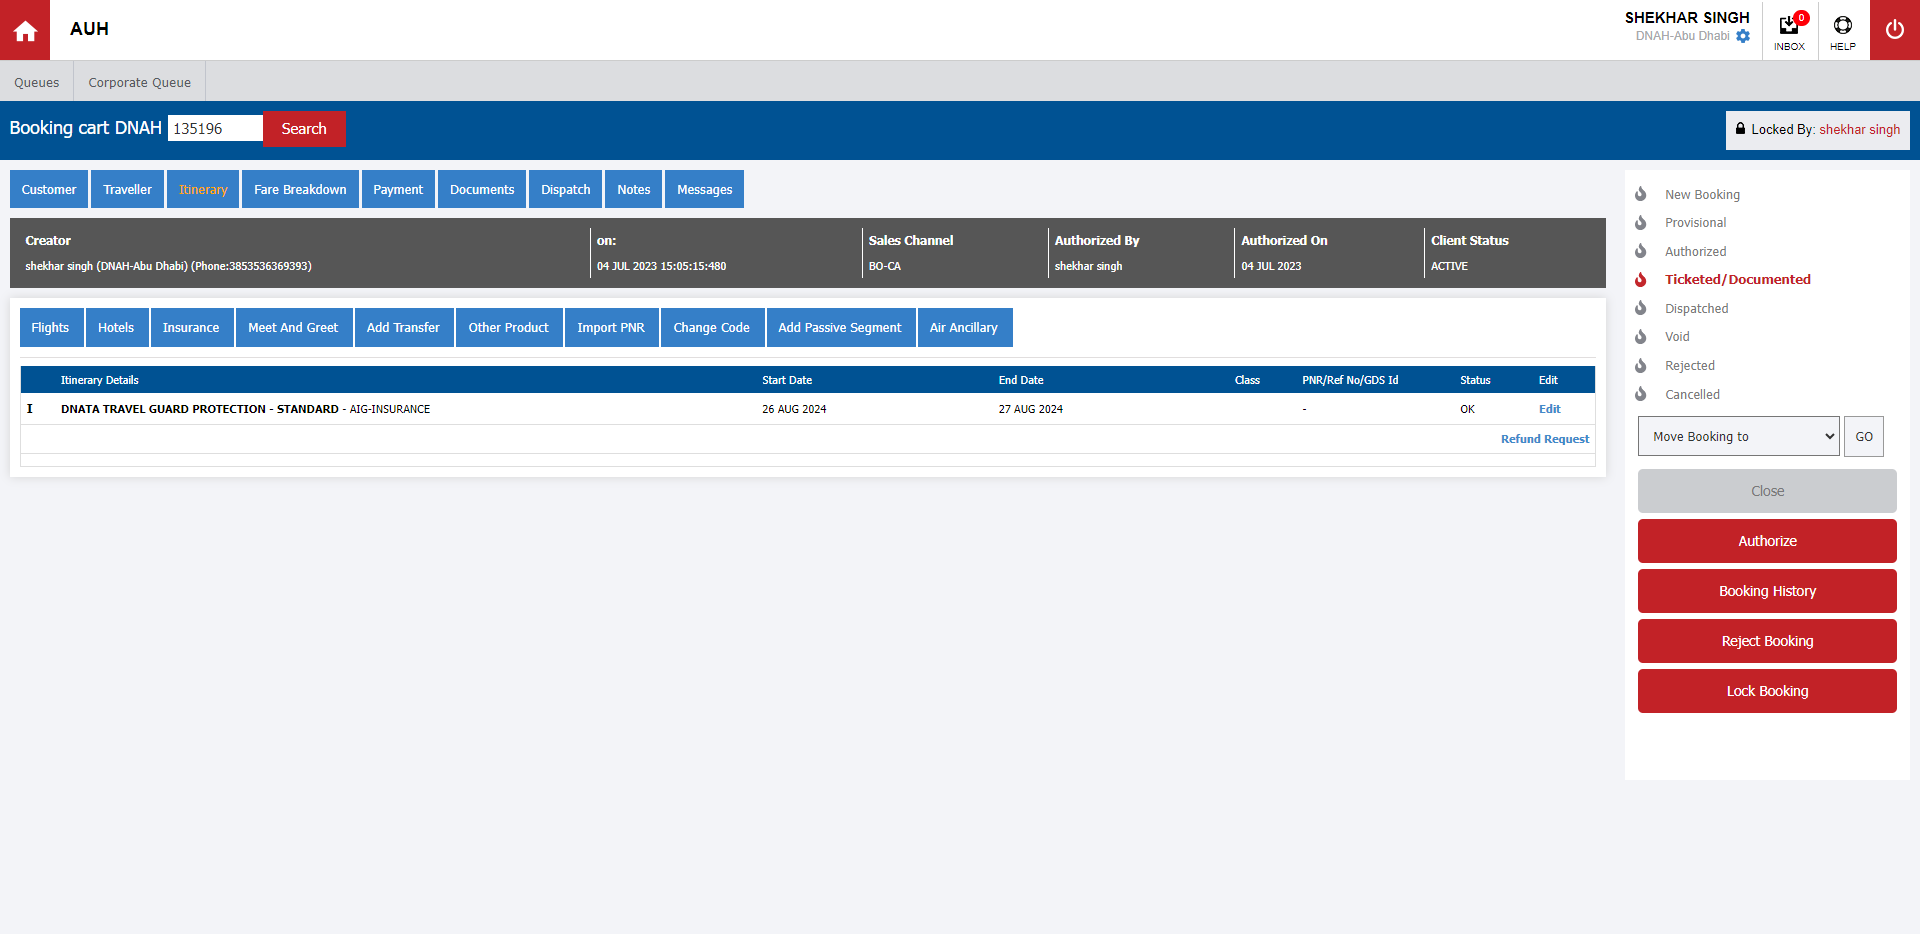 AUH
SHEKHAR SINGH
DNAH-Abu Dhabi
0
INBOX
HELP
Queues
Corporate Queue
Booking cart DNAH 135196 Search
Locked By: shekhar singh
Customer Traveller Itinerary Fare Breakdown Payment Documents Dispatch Notes Messages
Creator on: Sales Channel Authorized By Authorized On Client Status
shekhar singh (DNAH-Abu Dhabi) (Phone:3853536369393) 04 JUL 2023 15:05:15:480 BO-CA shekhar singh 04 JUL 2023 ACTIVE
Flights Hotels Insurance Meet And Greet Add Transfer Other Product Import PNR Change Code Add Passive Segment Air Ancillary
Itinerary Details Start Date End Date Class PNR/Ref No/GDS Id Status Edit
I DNATA TRAVEL GUARD PROTECTION - STANDARD - AIG-INSURANCE 26 AUG 2024 27 AUG 2024 - OK Edit
Refund Request
New Booking
Provisional
Authorized
Ticketed/Documented
Dispatched
Void
Rejected
Cancelled
Move Booking to GO
Close
Authorize
Booking History
Reject Booking
Lock Booking